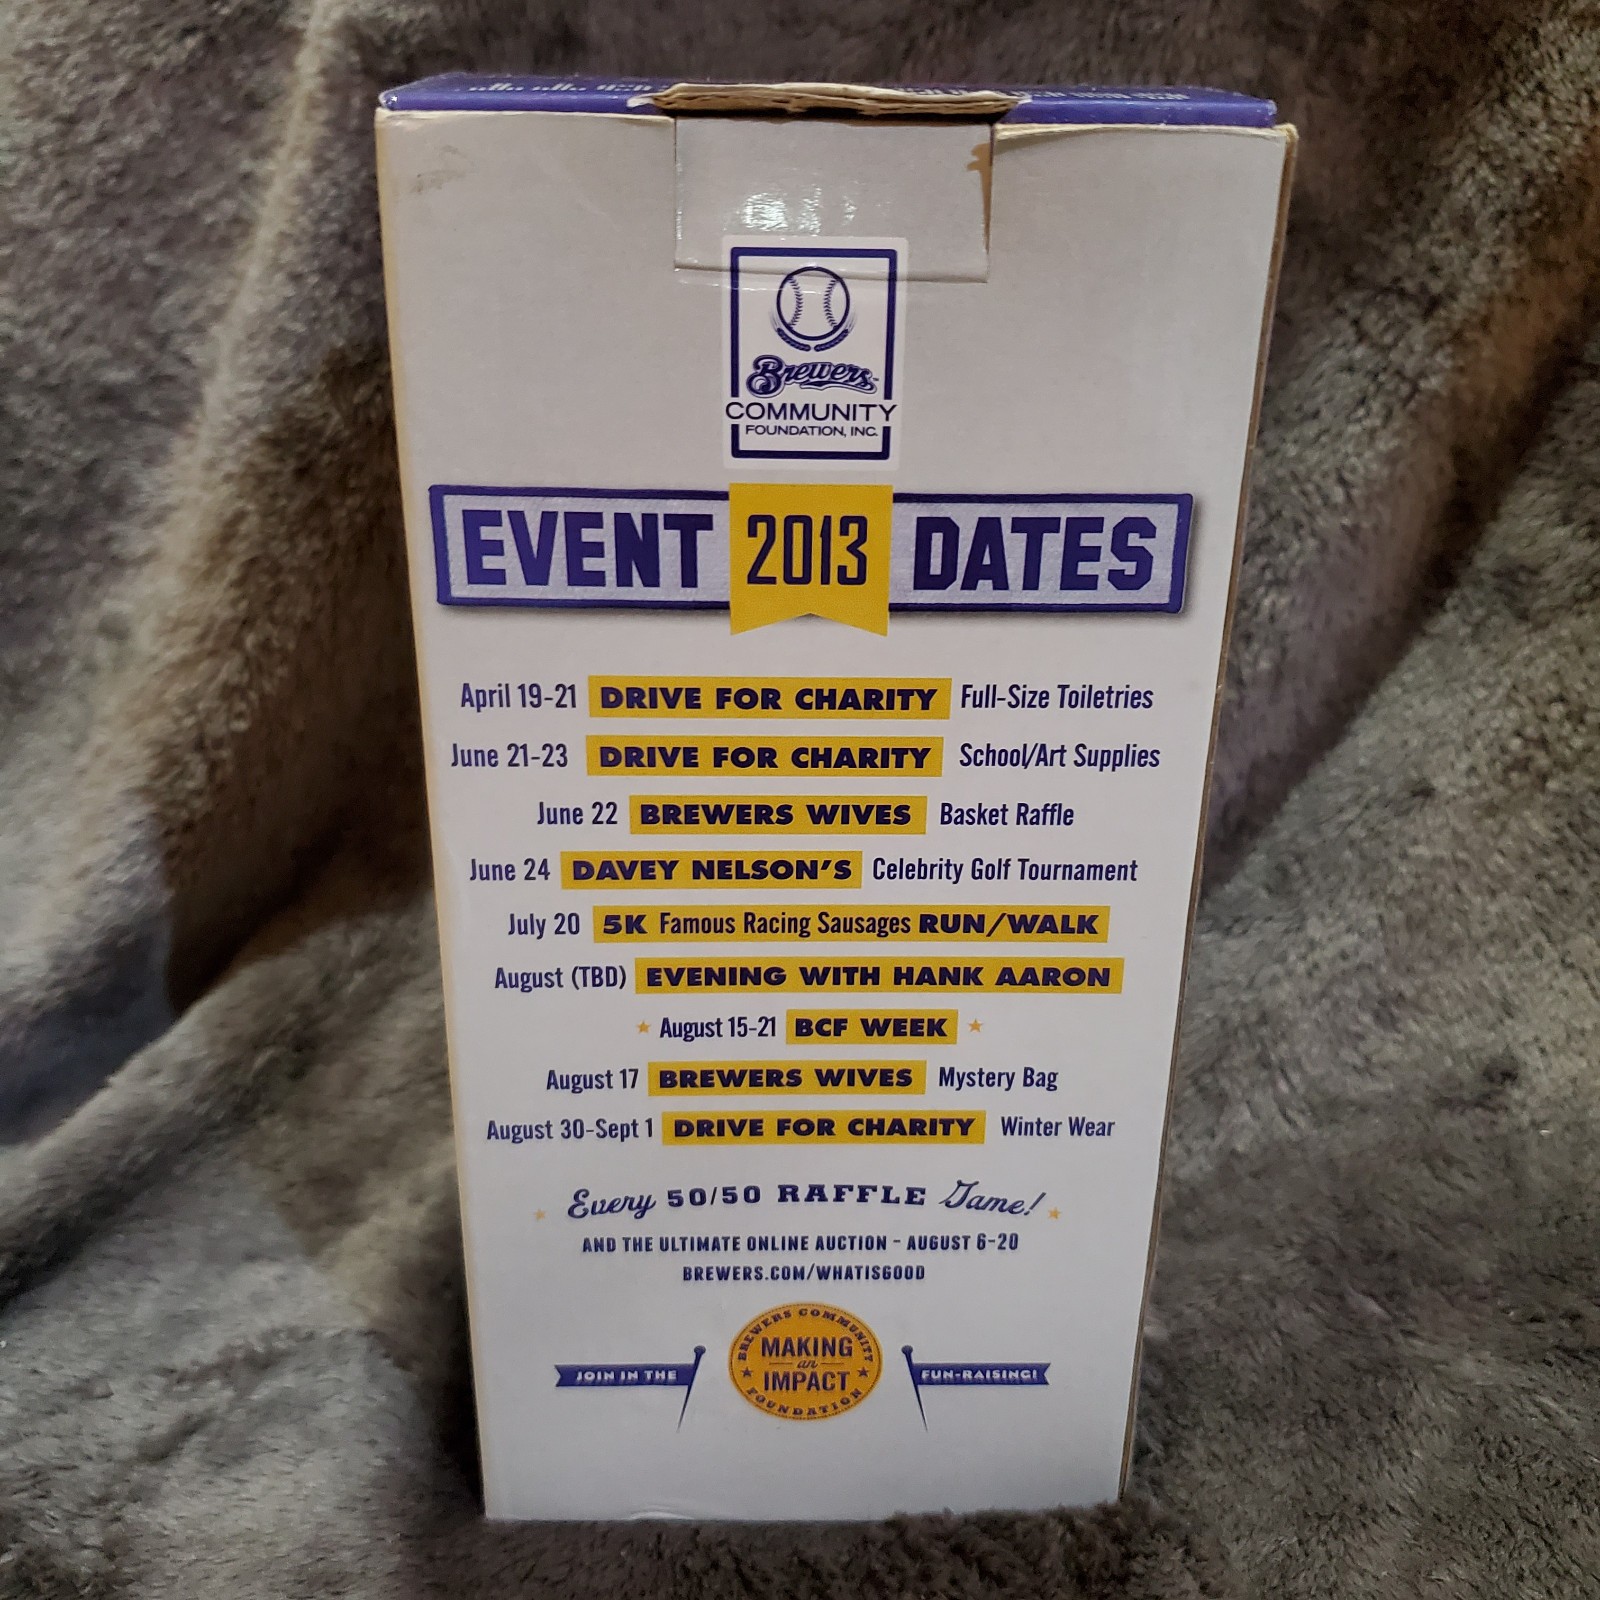 Brewers
COMMUNITY
FOUNDATION, INC.
EVENT 2013 DATES
April 19-21 DRIVE FOR CHARITY Full-Size Toiletries
June 21-23 DRIVE FOR CHARITY School/Art Supplies
June 22 BREWERS WIVES Basket Raffle
June 24 DAVEY NELSON'S Celebrity Golf Tournament
July 20 5K Famous Racing Sausages RUN/WALK
August (TBD) EVENING WITH HANK AARON
August 15-21 BCF WEEK
August 17 BREWERS WIVES Mystery Bag
August 30-Sept 1 DRIVE FOR CHARITY Winter Wear
Every 50/50 RAFFLE Game!
AND THE ULTIMATE ONLINE AUCTION - AUGUST 6-20
BREWERS.COM/WHATISGOOD
JOIN IN THE
BREWERS COMMUNITY
MAKING
an
IMPACT
FOUNDATION
FUN-RAISING!